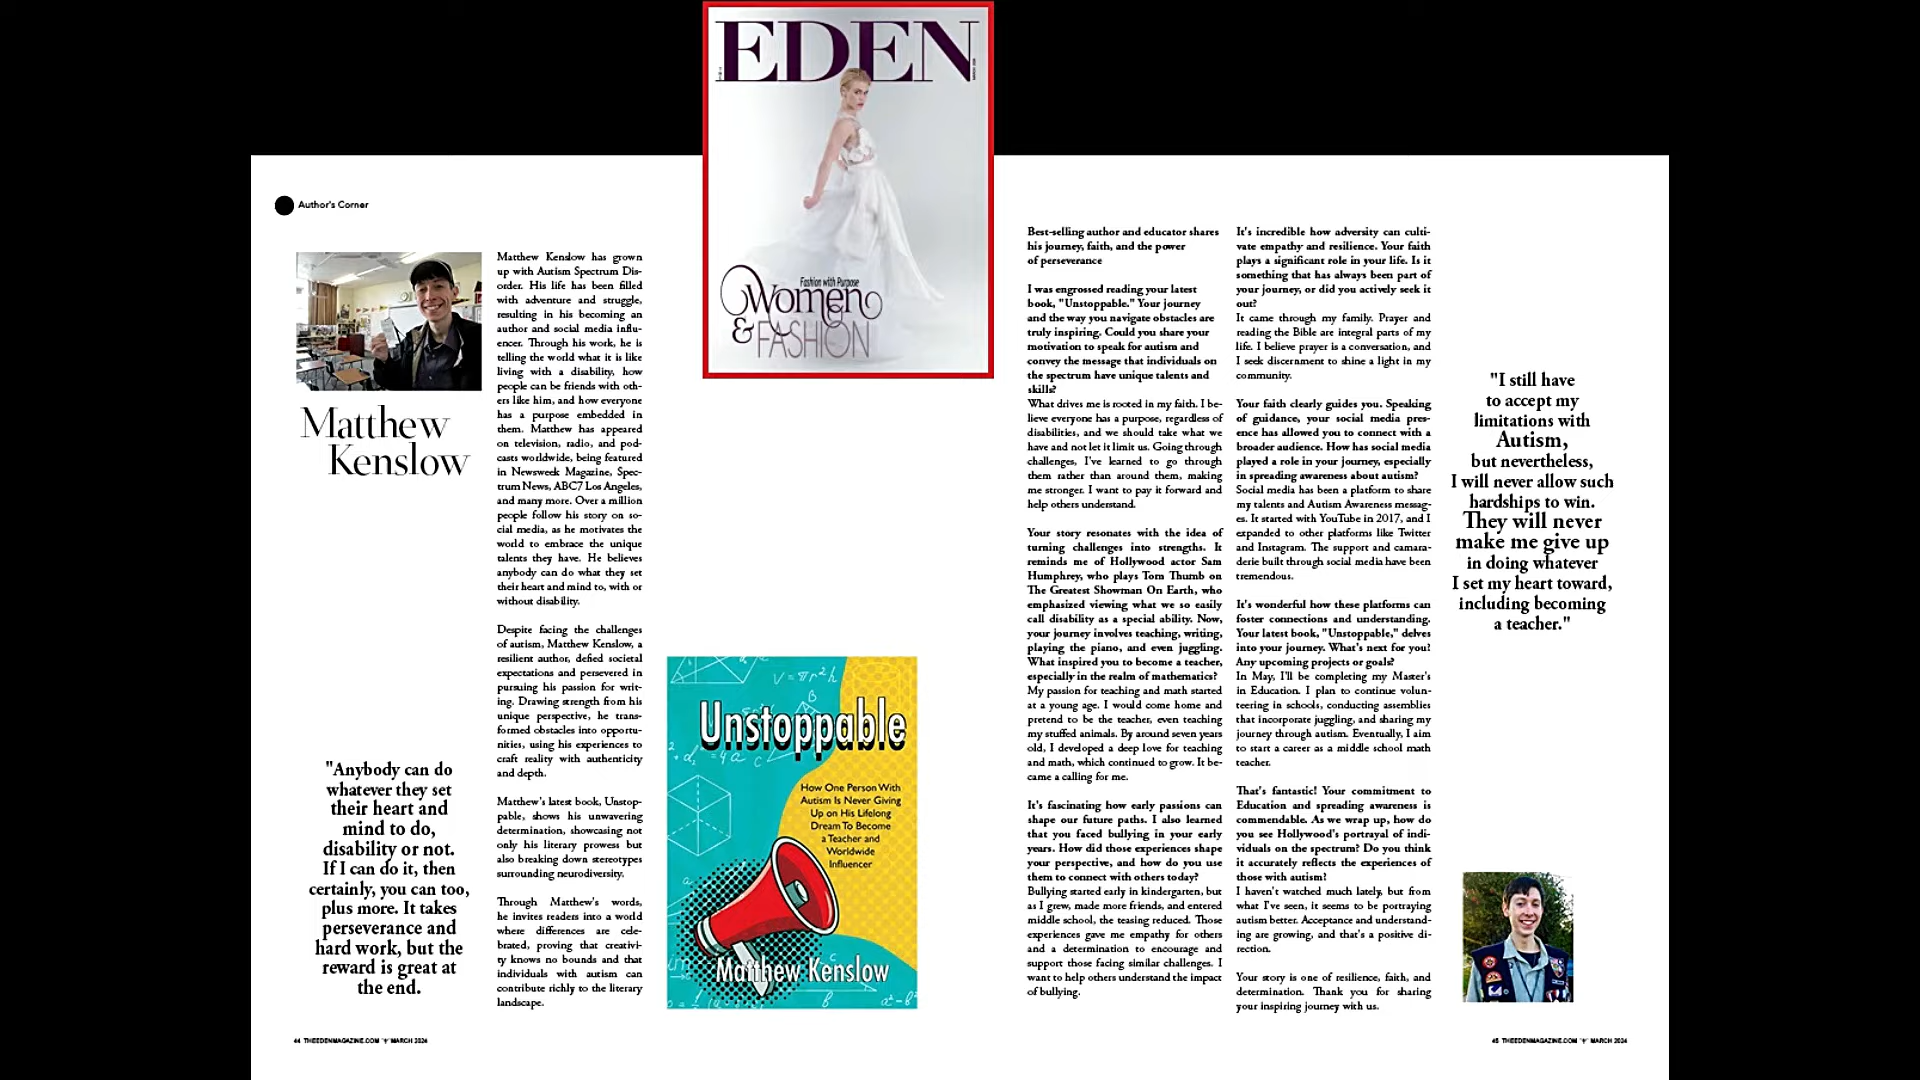 EDEN
Fashion with Purpose
Women
& FASHION
Author's Corner
Matthew
Kenslow
"Anybody can do
whatever they set
their heart and
mind to do,
disability or not.
If I can do it, then
certainly, you can too,
plus more. It takes
perseverance and
hard work, but the
reward is great at
the end.
Matthew Kenslow has grown
up with Autism Spectrum Dis-
order. His life has been filled
with adventure and struggle,
resulting in his becoming an
author and social media influ-
encer. Through his work, he is
telling the world what it is like
living with a disability, how
people can be friends with oth-
ers like him, and how everyone
has a purpose embedded in
them. Matthew has appeared
on television, radio, and pod-
casts worldwide, being featured
in Newsweek Magazine, Spec-
trum News, ABC7 Los Angeles,
and many more. Over a million
people follow his story on so-
cial media, as he motivates the
world to embrace the unique
talents they have. He believes
anybody can do what they set
their heart and mind to, with or
without disability.
Despite facing the challenges
of autism, Matthew Kenslow, a
resilient author, defied societal
expectations and persevered in
pursuing his passion for writ-
ing. Drawing strength from his
unique perspective, he trans-
formed obstacles into opportu-
nities, using his experiences to
craft reality with authenticity
and depth.
Matthew's latest book, Unstop-
pable, shows his unwavering
determination, showcasing not
only his literary prowess but
also breaking down stereotypes
surrounding neurodiversity.
Through Matthew's words,
he invites readers into a world
where differences are cele-
brated, proving that creativi-
ty knows no bounds and that
individuals with autism can
contribute richly to the literary
landscape.
V = πr²h
Unstoppable
How One Person With
Autism Is Never Giving
Up on His Lifelong
Dream To Become
a Teacher and
Worldwide
Influencer
Matthew Kenslow
44 THEEDENMAGAZINE.COM MARCH 2024
Best-selling author and educator shares
his journey, faith, and the power
of perseverance
I was engrossed reading your latest
book, "Unstoppable." Your journey
and the way you navigate obstacles are
truly inspiring. Could you share your
motivation to speak for autism and
convey the message that individuals on
the spectrum have unique talents and
skills?
What drives me is rooted in my faith. I be-
lieve everyone has a purpose, regardless of
disabilities, and we should take what we
have and not let it limit us. Going through
challenges, I've learned to go through
them rather than around them, making
me stronger. I want to pay it forward and
help others understand.
Your story resonates with the idea of
turning challenges into strengths. It
reminds me of Hollywood actor Sam
Humphrey, who plays Tom Thumb on
The Greatest Showman On Earth, who
emphasized viewing what we so easily
call disability as a special ability. Now,
your journey involves teaching, writing,
playing the piano, and even juggling.
What inspired you to become a teacher,
especially in the realm of mathematics?
My passion for teaching and math started
at a young age. I would come home and
pretend to be the teacher, even teaching
my stuffed animals. By around seven years
old, I developed a deep love for teaching
and math, which continued to grow. It be-
came a calling for me.
It's fascinating how early passions can
shape our future paths. I also learned
that you faced bullying in your early
years. How did those experiences shape
your perspective, and how do you use
them to connect with others today?
Bullying started early in kindergarten, but
as I grew, made more friends, and entered
middle school, the teasing reduced. Those
experiences gave me empathy for others
and a determination to encourage and
support those facing similar challenges. I
want to help others understand the impact
of bullying.
It's incredible how adversity can culti-
vate empathy and resilience. Your faith
plays a significant role in your life. Is it
something that has always been part of
your journey, or did you actively seek it
out?
It came through my family. Prayer and
reading the Bible are integral parts of my
life. I believe prayer is a conversation, and
I seek discernment to shine a light in my
community.
Your faith clearly guides you. Speaking
of guidance, your social media pres-
ence has allowed you to connect with a
broader audience. How has social media
played a role in your journey, especially
in spreading awareness about autism?
Social media has been a platform to share
my talents and Autism Awareness messag-
es. It started with YouTube in 2017, and I
expanded to other platforms like Twitter
and Instagram. The support and camara-
derie built through social media have been
tremendous.
It's wonderful how these platforms can
foster connections and understanding.
Your latest book, "Unstoppable," delves
into your journey. What's next for you?
Any upcoming projects or goals?
In May, I'll be completing my Master's
in Education. I plan to continue volun-
teering in schools, conducting assemblies
that incorporate juggling, and sharing my
journey through autism. Eventually, I aim
to start a career as a middle school math
teacher.
That's fantastic! Your commitment to
Education and spreading awareness is
commendable. As we wrap up, how do
you see Hollywood's portrayal of indi-
viduals on the spectrum? Do you think
it accurately reflects the experiences of
those with autism?
I haven't watched much lately, but from
what I've seen, it seems to be portraying
autism better. Acceptance and understand-
ing are growing, and that's a positive di-
rection.
Your story is one of resilience, faith, and
determination. Thank you for sharing
your inspiring journey with us.
"I still have
to accept my
limitations with
Autism,
but nevertheless,
I will never allow such
hardships to win.
They will never
make me give up
in doing whatever
I set my heart toward,
including becoming
a teacher."
45 THEEDENMAGAZINE.COM MARCH 2024